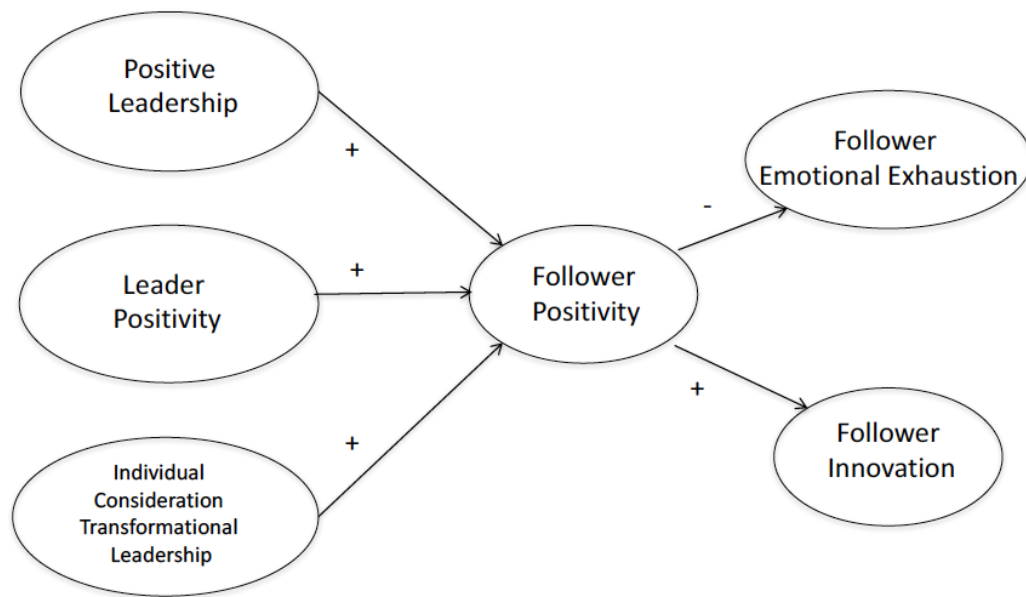 Positive
Leadership
+
Leader
Positivity
+
Individual
Consideration
Transformational
Leadership
+
Follower
Positivity
-
Follower
Emotional Exhaustion
+
Follower
Innovation